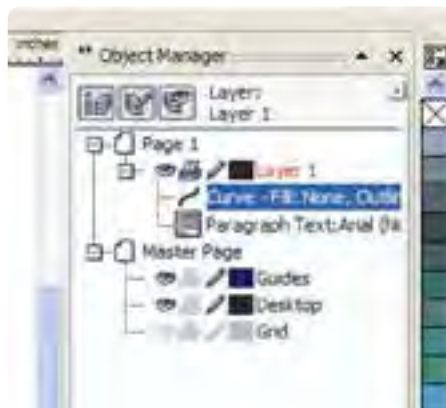 inches
Object Manager
Layer:
Layer 1
Page 1
Layer 1
Curve - Fill: None, Outli
Paragraph Text:Arial (N
Master Page
Guides
Desktop
Grid